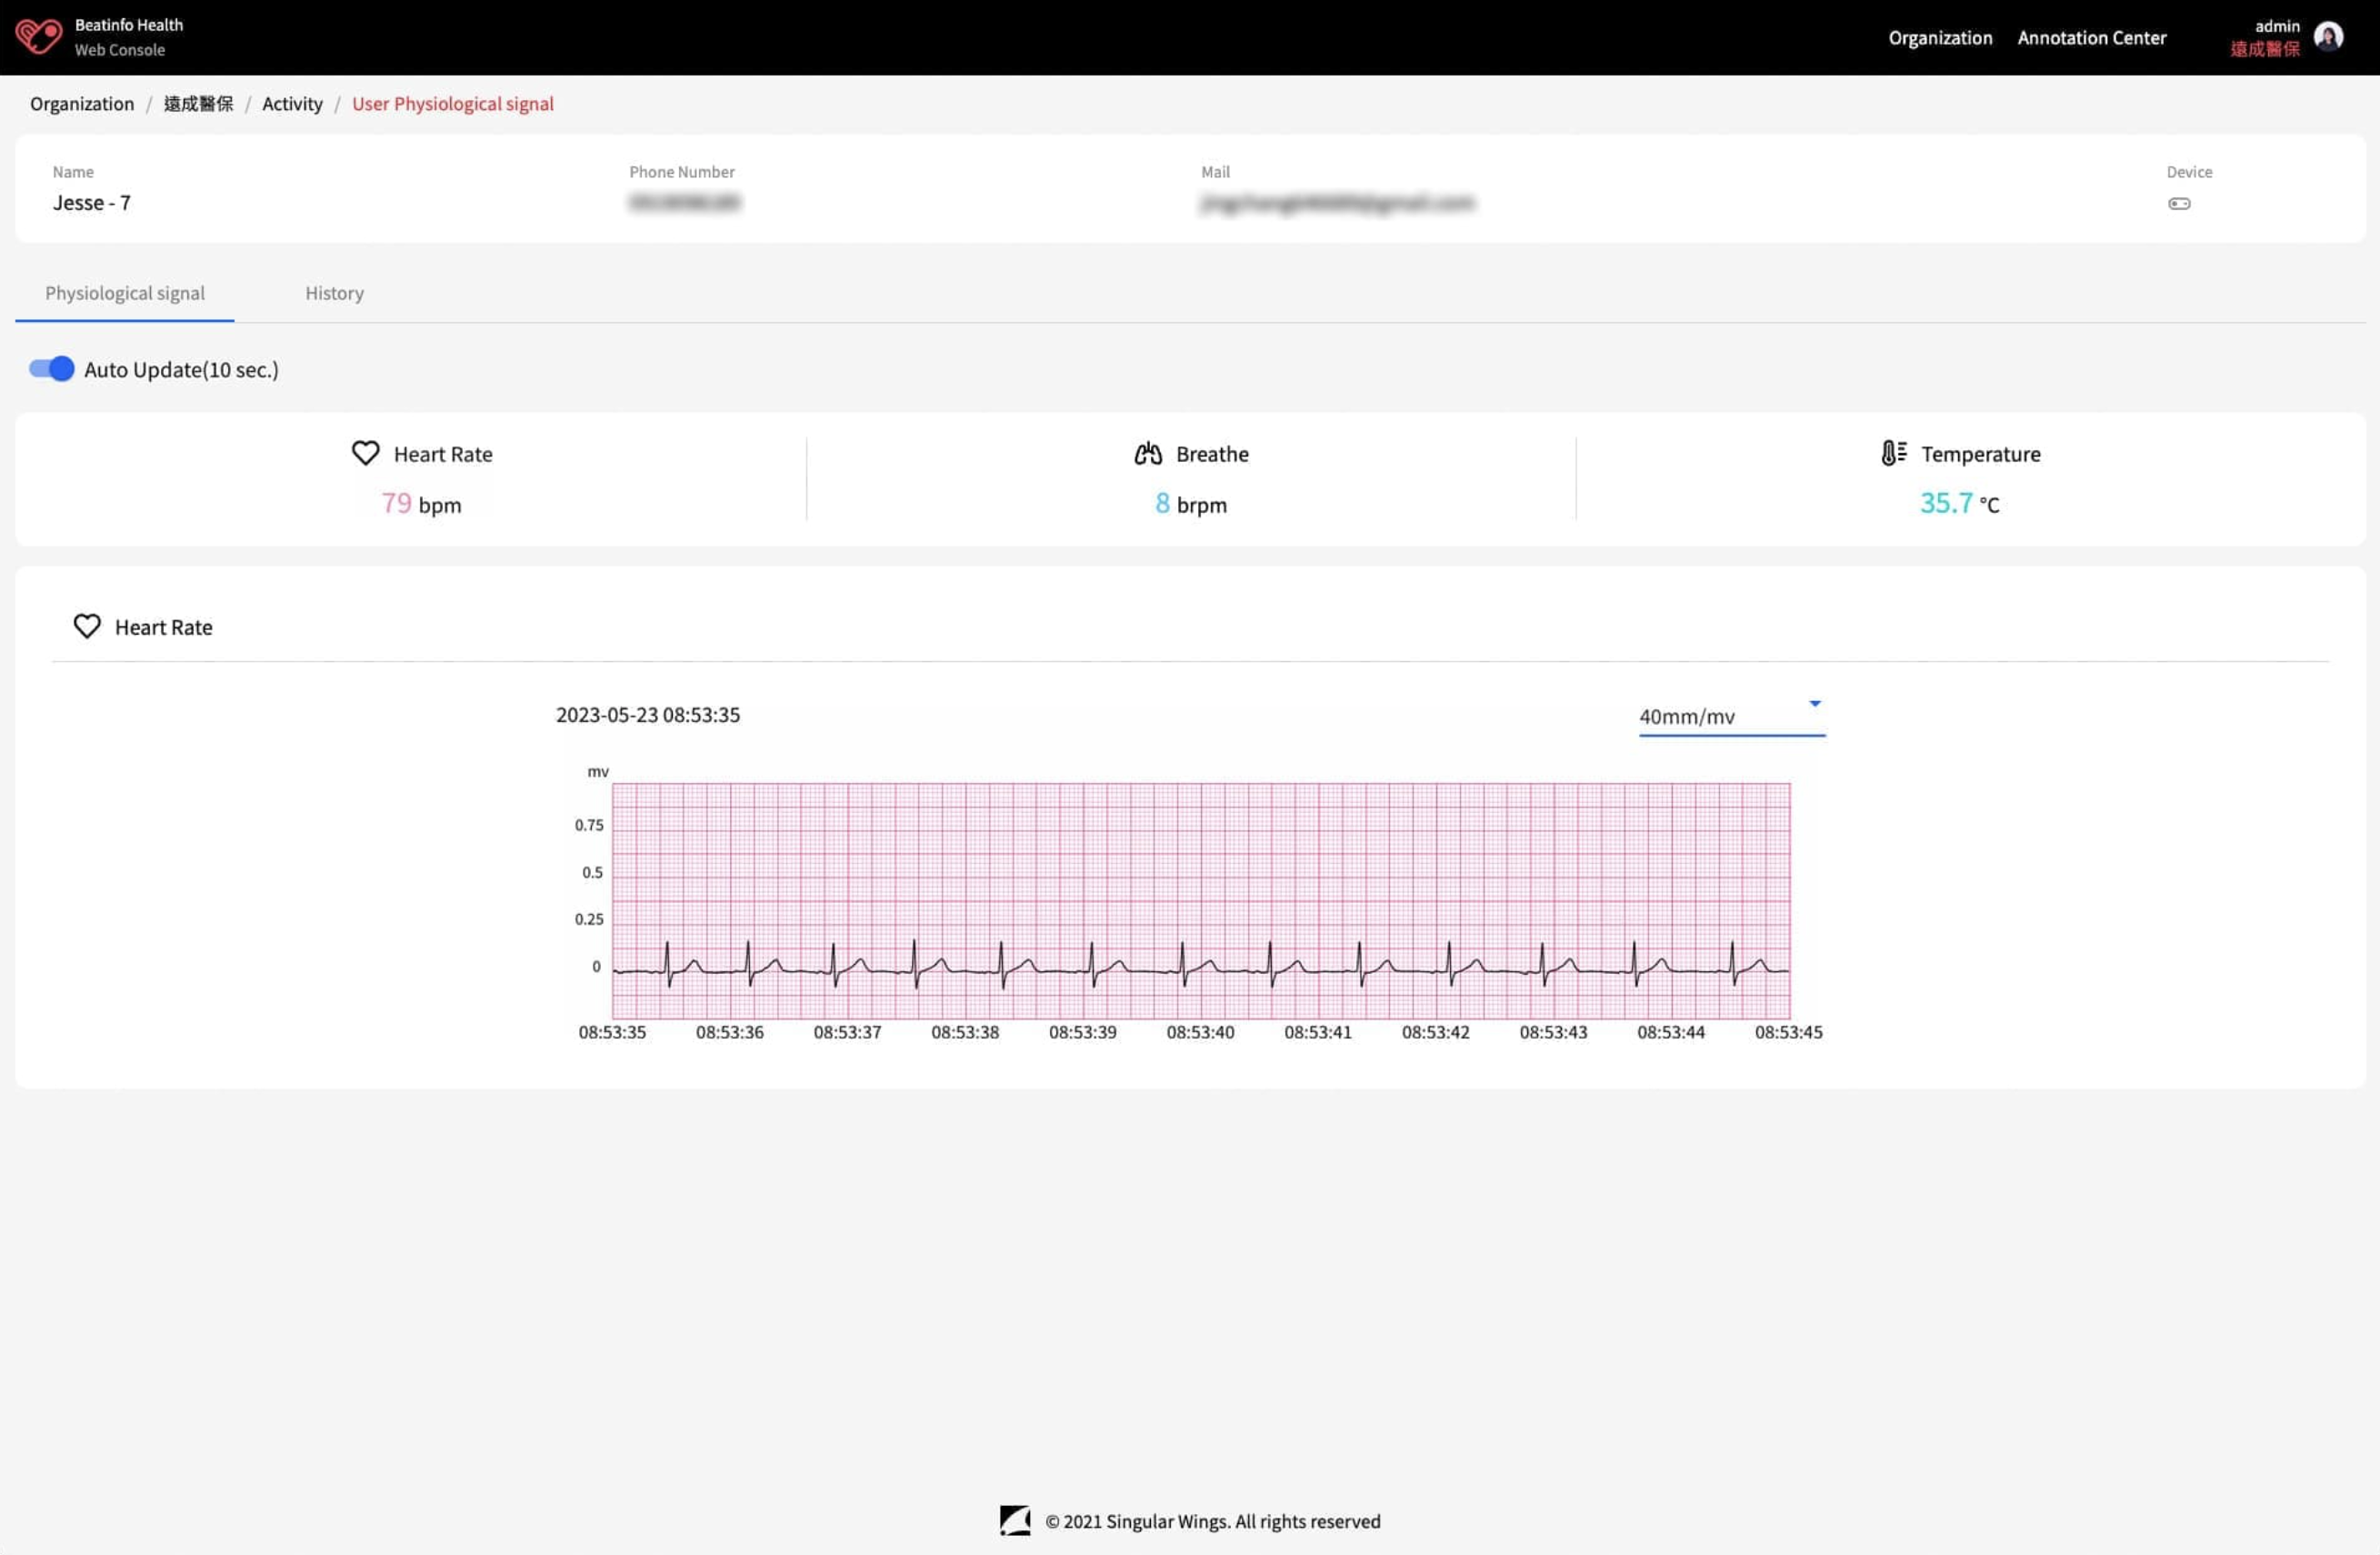 Beatinfo Health
Web Console
Organization
Annotation Center
admin
遠成醫保
Organization / 遠成醫保 / Activity / User Physiological signal
Name
Phone Number
Mail
Device
Jesse - 7
Physiological signal
History
Auto Update(10 sec.)
Heart Rate
79 bpm
Breathe
8 brpm
Temperature
35.7 °C
Heart Rate
2023-05-23 08:53:35
40mm/mv
mv
0.75
0.5
0.25
0
08:53:35 08:53:36 08:53:37 08:53:38 08:53:39 08:53:40 08:53:41 08:53:42 08:53:43 08:53:44 08:53:45
© 2021 Singular Wings. All rights reserved